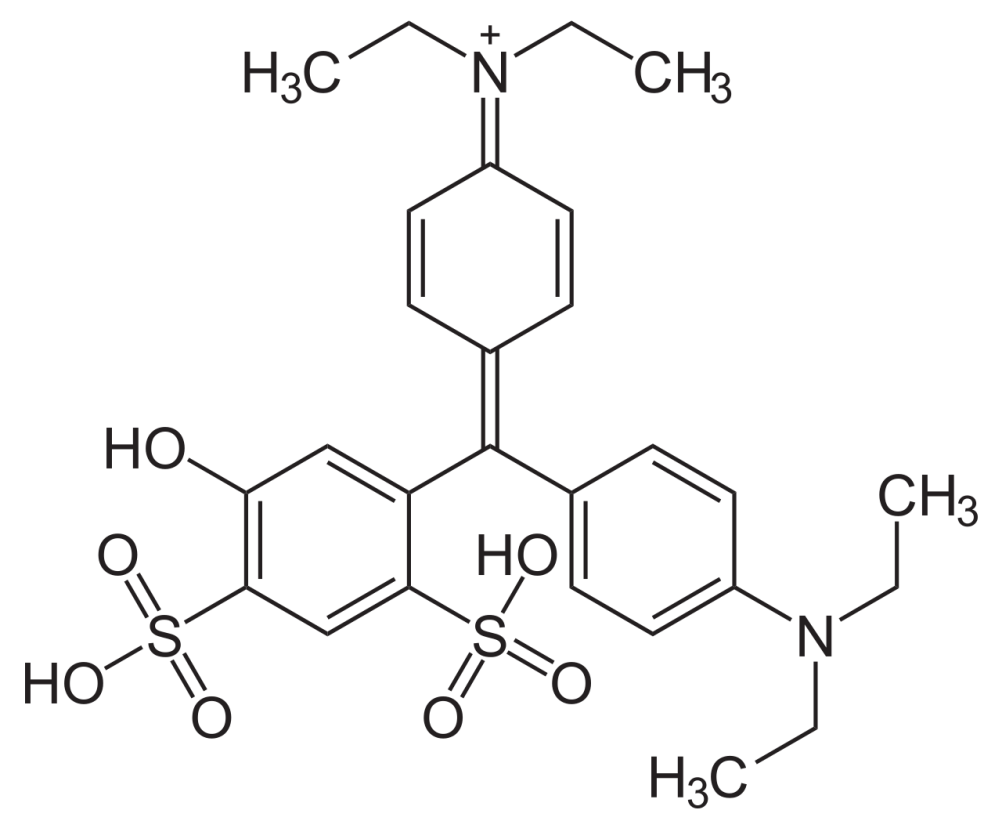 +
H₃C N CH₃
HO
CH₃
O HO
S S N
HO O O
O
H₃C